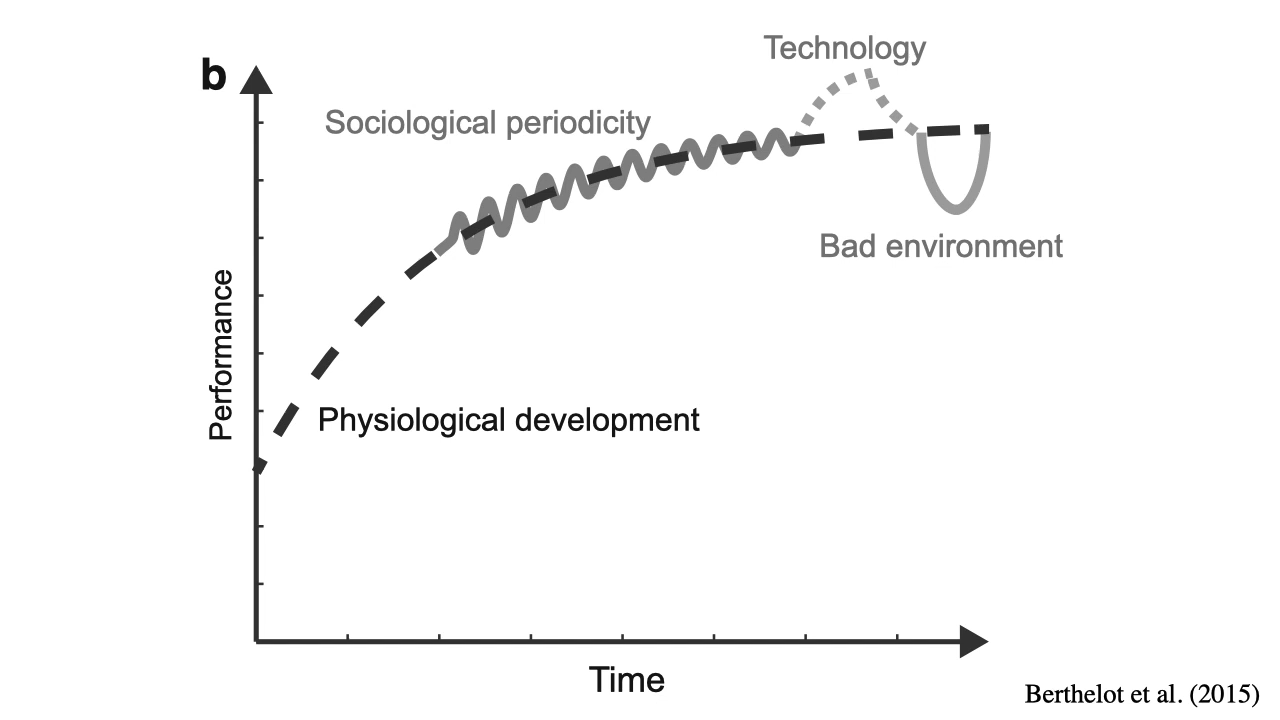 b
Technology
Sociological periodicity
Bad environment
Performance
Physiological development
Time
Berthelot et al. (2015)